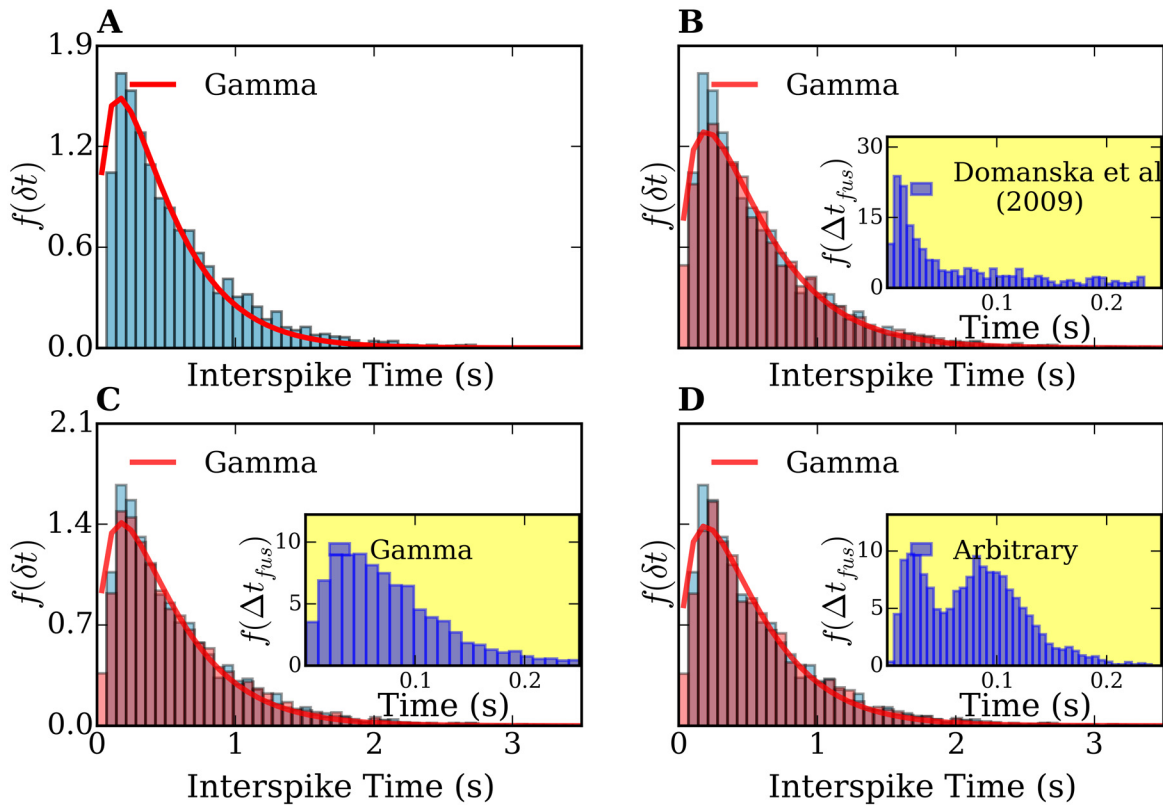 A
1.9
1.2
0.6
0.0
f(δt)
Gamma
Interspike Time (s)
B
f(δt)
Gamma
Interspike Time (s)
30
15
0
f(Δt_fus)
Domanska et al
(2009)
0.1 0.2
Time (s)
C
2.1
1.4
0.7
0.0
f(δt)
Gamma
0 1 2 3
Interspike Time (s)
10
5
0
f(Δt_fus)
Gamma
0.1 0.2
Time (s)
D
f(δt)
Gamma
0 1 2 3
Interspike Time (s)
10
5
0
f(Δt_fus)
Arbitrary
0.1 0.2
Time (s)